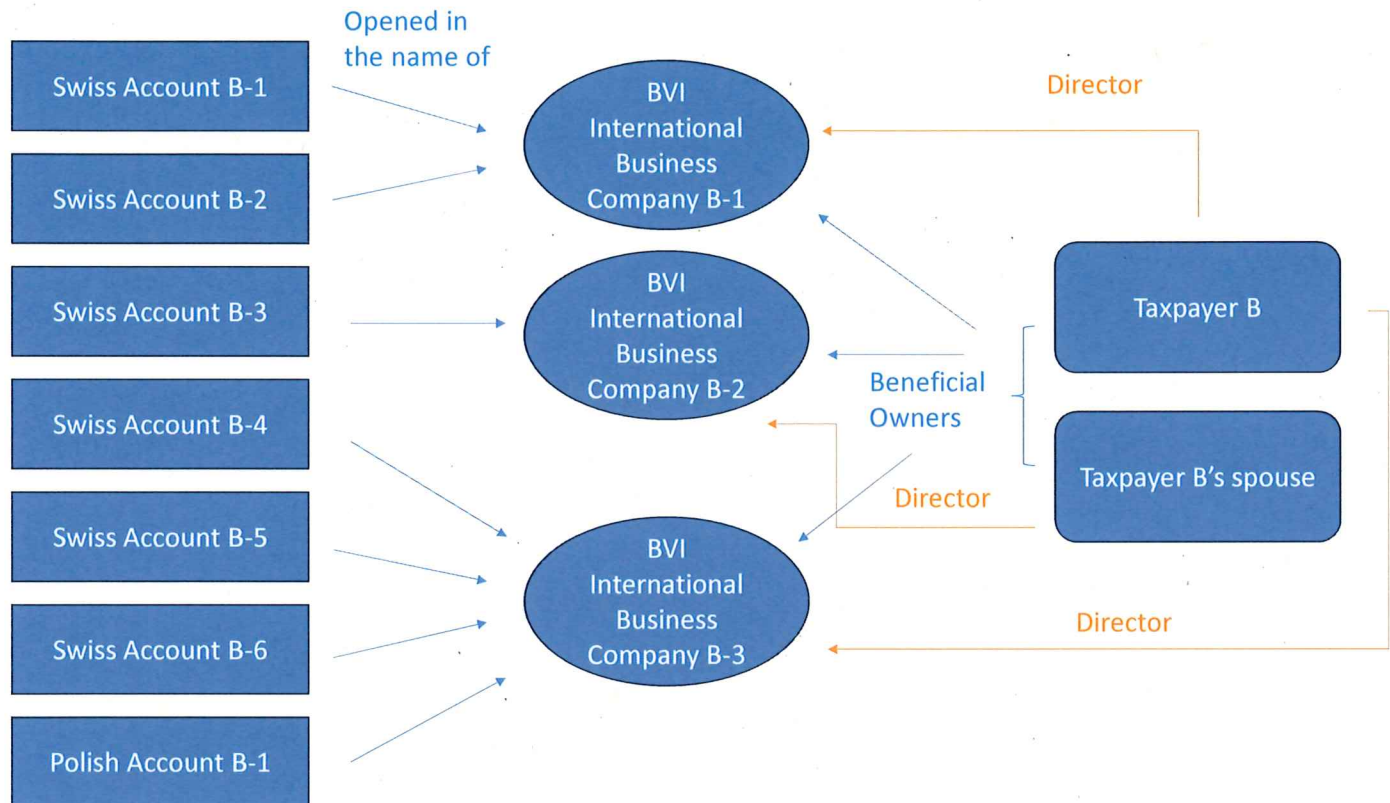 Opened in
the name of
Swiss Account B-1
Swiss Account B-2
Swiss Account B-3
Swiss Account B-4
Swiss Account B-5
Swiss Account B-6
Polish Account B-1
BVI
International
Business
Company B-1
BVI
International
Business
Company B-2
BVI
International
Business
Company B-3
Director
Beneficial
Owners
Director
Director
Taxpayer B
Taxpayer B's spouse